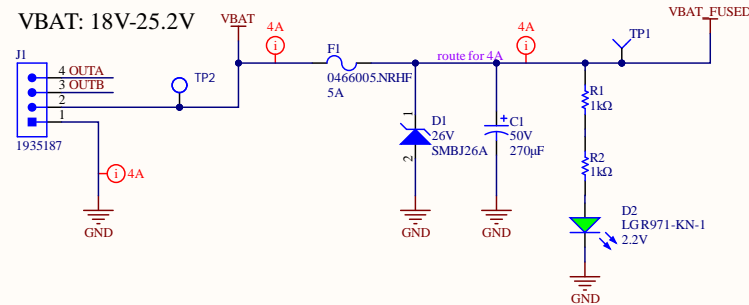 VBAT: 18V-25.2V
VBAT
4A
i
VBAT_FUSED
J1
4 OUTA
3 OUTB
2
1
1935187
TP2
F1
0466005.NRHF
5A
route for 4A
4A
i
TP1
i 4A
GND
1
2
D1
26V
SMBJ26A
GND
+
C1
50V
270µF
GND
R1
1kΩ
R2
1kΩ
D2
LG R971-KN-1
2.2V
GND